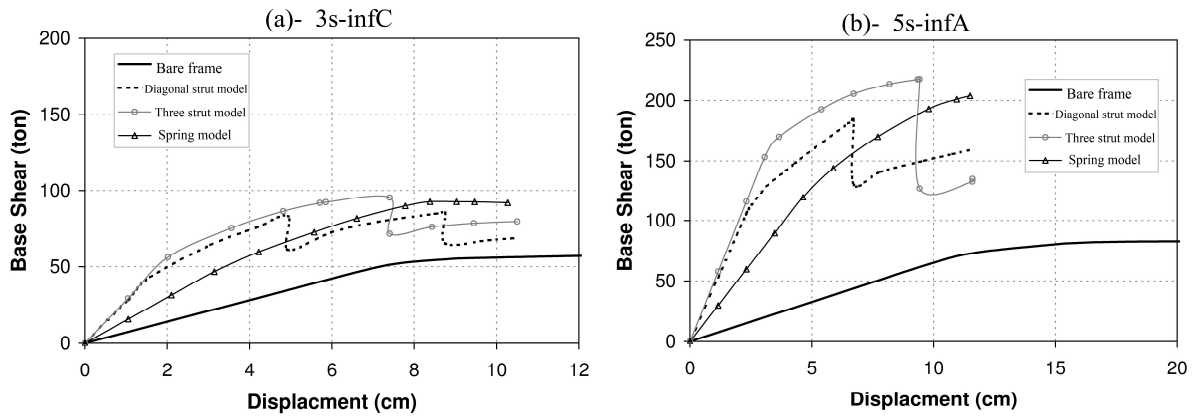 (a)- 3s-infC
200
150
100
50
0
Base Shear (ton)
Bare frame
Diagonal strut model
Three strut model
Spring model
0 2 4 6 8 10 12
Displacment (cm)
(b)- 5s-infA
250
200
150
100
50
0
Base Shear (ton)
Bare frame
Diagonal strut model
Three strut model
Spring model
0 5 10 15 20
Displacment (cm)